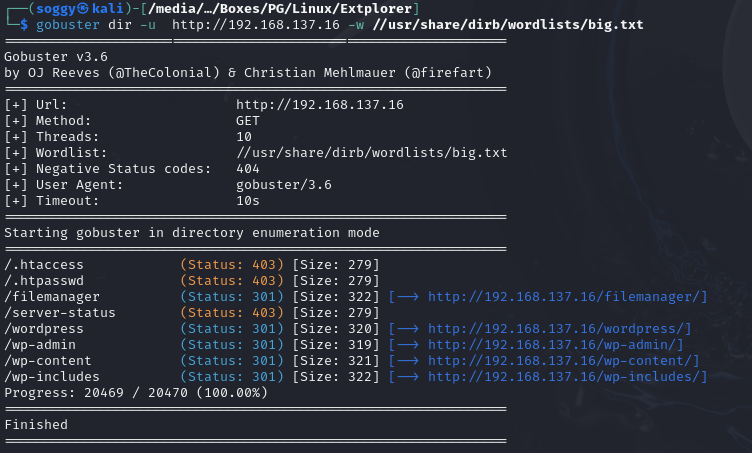 ┌──(soggy㉿kali)-[/media/…/Boxes/PG/Linux/Extplorer]
└─$ gobuster dir -u  http://192.168.137.16 -w //usr/share/dirb/wordlists/big.txt
===============================================================
Gobuster v3.6
by OJ Reeves (@TheColonial) & Christian Mehlmauer (@firefart)
===============================================================
[+] Url:                     http://192.168.137.16
[+] Method:                  GET
[+] Threads:                 10
[+] Wordlist:                //usr/share/dirb/wordlists/big.txt
[+] Negative Status codes:   404
[+] User Agent:              gobuster/3.6
[+] Timeout:                 10s
===============================================================
Starting gobuster in directory enumeration mode
===============================================================
/.htaccess            (Status: 403) [Size: 279]
/.htpasswd            (Status: 403) [Size: 279]
/filemanager          (Status: 301) [Size: 322] [--> http://192.168.137.16/filemanager/]
/server-status        (Status: 403) [Size: 279]
/wordpress            (Status: 301) [Size: 320] [--> http://192.168.137.16/wordpress/]
/wp-admin             (Status: 301) [Size: 319] [--> http://192.168.137.16/wp-admin/]
/wp-content           (Status: 301) [Size: 321] [--> http://192.168.137.16/wp-content/]
/wp-includes          (Status: 301) [Size: 322] [--> http://192.168.137.16/wp-includes/]
Progress: 20469 / 20470 (100.00%)
===============================================================
Finished
===============================================================